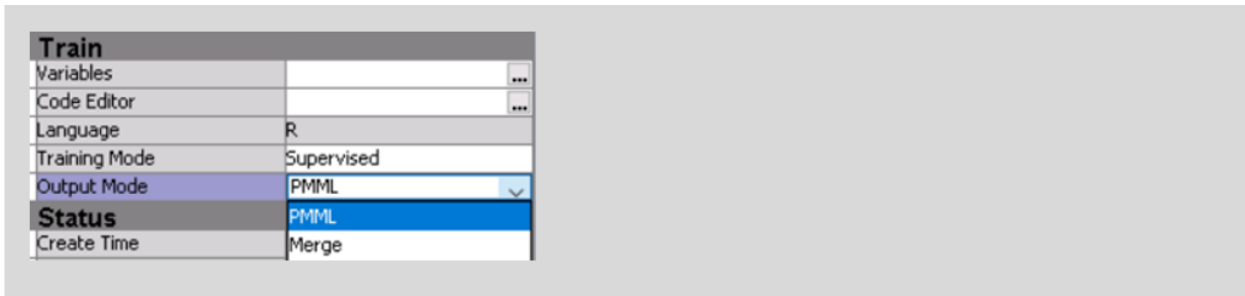 Train
Variables ...
Code Editor ...
Language R
Training Mode Supervised
Output Mode PMML
Status PMML
Create Time Merge